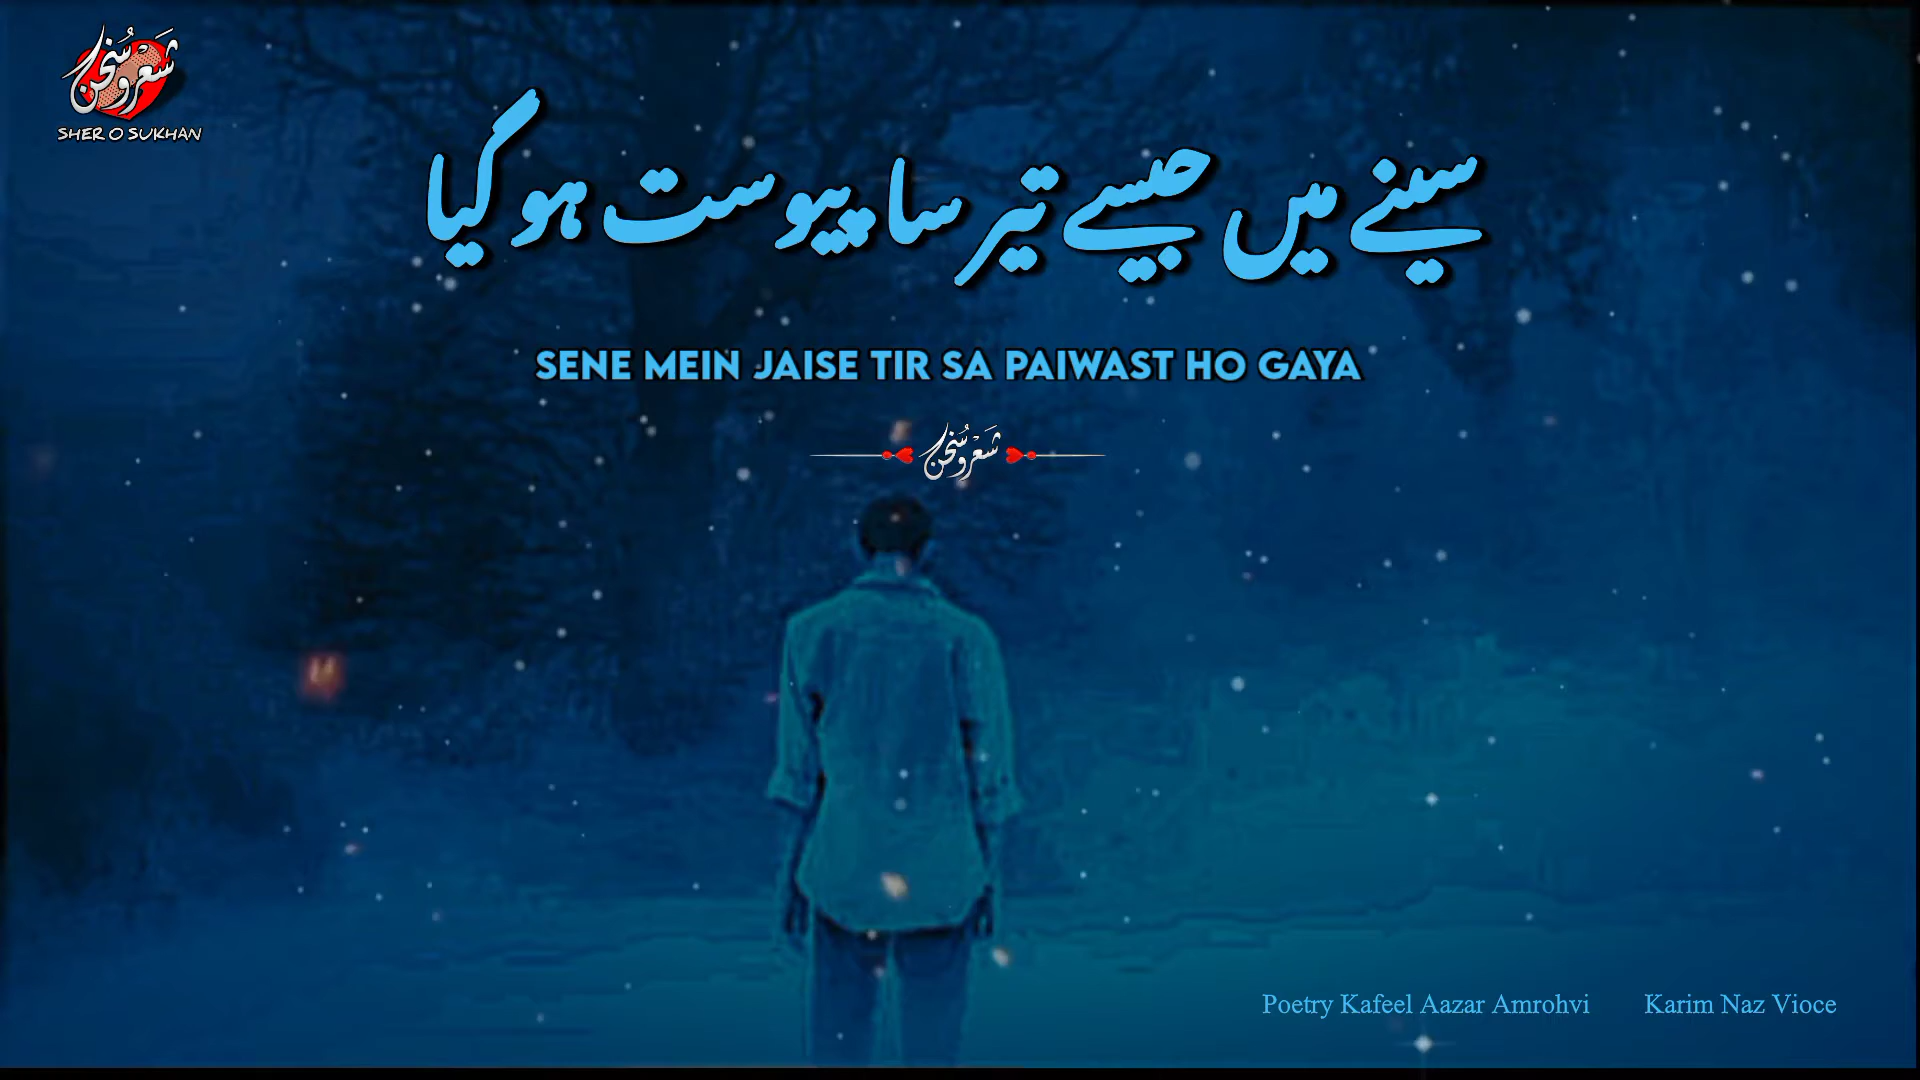 شعر و سخن
SHER O SUKHAN
سینے میں جیسے تیر سا پیوست ہو گیا
SENE MEIN JAISE TIR SA PAIWAST HO GAYA
شعر و سخن
Poetry Kafeel Aazar Amrohvi Karim Naz Vioce